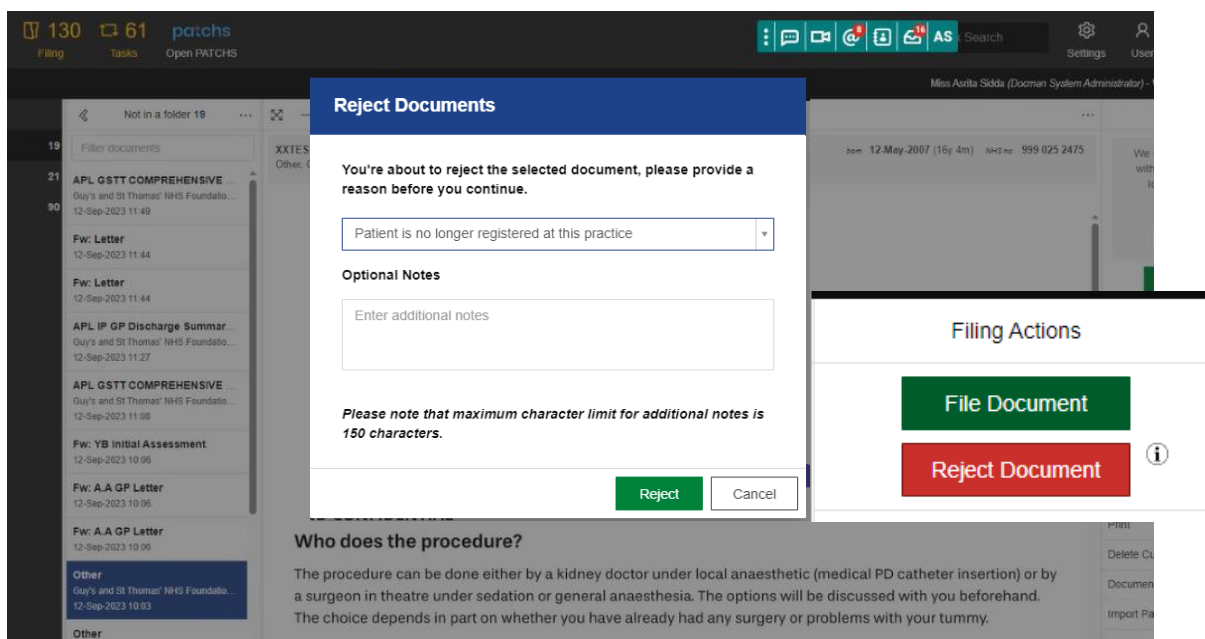 130 61 patchs
Filing Tasks Open PATCHS
8 16 AS Search
Settings User
Miss Asrita Sidda (Docman System Administrator) -
Not in a folder 19 ...
Filter documents
19
21
90
APL GSTT COMPREHENSIVE ...
Guy's and St Thomas' NHS Foundatio...
12-Sep-2023 11:49
Fw: Letter
12-Sep-2023 11:44
Fw: Letter
12-Sep-2023 11:44
APL IP GP Discharge Summar...
Guy's and St Thomas' NHS Foundatio...
12-Sep-2023 11:27
APL GSTT COMPREHENSIVE ...
Guy's and St Thomas' NHS Foundatio...
12-Sep-2023 11:08
Fw: YB Initial Assessment
12-Sep-2023 10:06
Fw: A.A GP Letter
12-Sep-2023 10:06
Fw: A.A GP Letter
12-Sep-2023 10:06
Other
Guy's and St Thomas' NHS Foundatio...
12-Sep-2023 10:03
Other
XXTES
Other,
born 12-May-2007 (16y 4m) NHS no 999 025 2475
We
with
Reject Documents
You're about to reject the selected document, please provide a
reason before you continue.
Patient is no longer registered at this practice
Optional Notes
Enter additional notes
Please note that maximum character limit for additional notes is
150 characters.
Reject Cancel
Filing Actions
File Document
Reject Document
Print
Delete Cu
Documen
Import Pa
Who does the procedure?
The procedure can be done either by a kidney doctor under local anaesthetic (medical PD catheter insertion) or by
a surgeon in theatre under sedation or general anaesthesia. The options will be discussed with you beforehand.
The choice depends in part on whether you have already had any surgery or problems with your tummy.